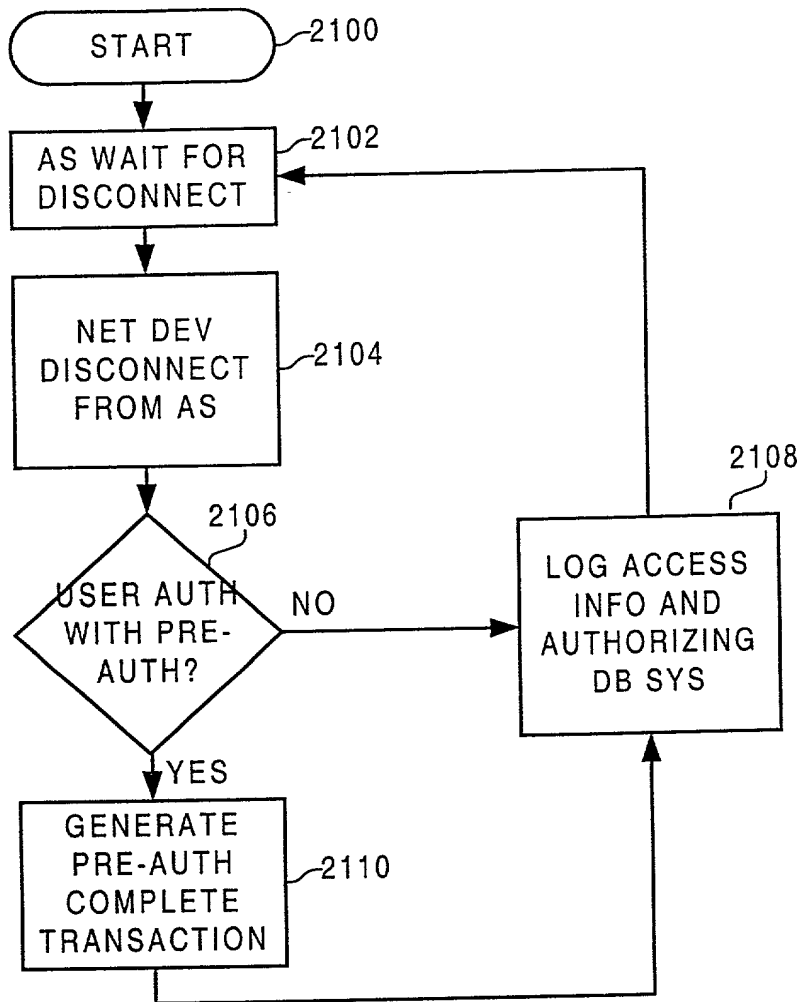 START
2100
AS WAIT FOR
DISCONNECT
2102
NET DEV
DISCONNECT
FROM AS
2104
2106
USER AUTH
WITH PRE-
AUTH?
NO
2108
LOG ACCESS
INFO AND
AUTHORIZING
DB SYS
YES
GENERATE
PRE-AUTH
COMPLETE
TRANSACTION
2110